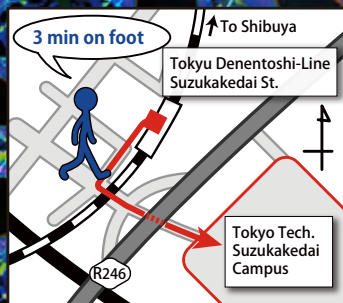 To Shibuya
3 min on foot
Tokyu Denentoshi-Line
Suzukakedai St.
Tokyo Tech.
Suzukakedai
Campus
R246